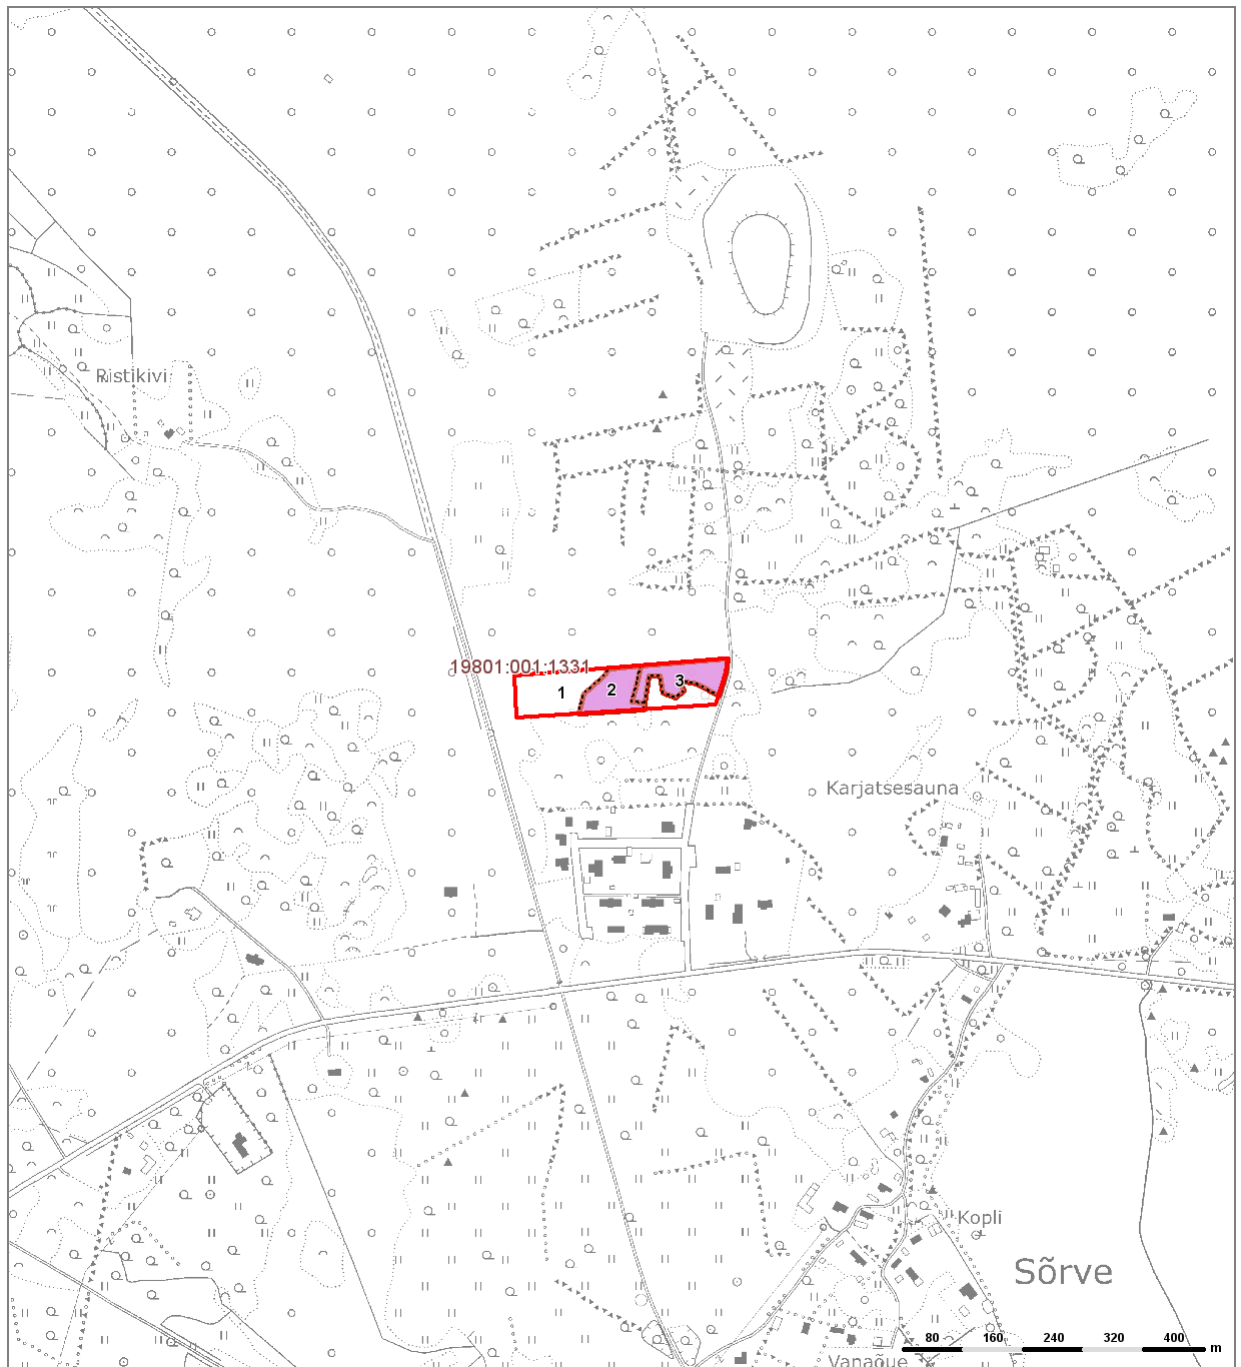 Ristikivi
19801:001:1331
1
2
3
Karjatsesauna
Kopli
Sõrve
80 160 240 320 400 m
Vanaõue